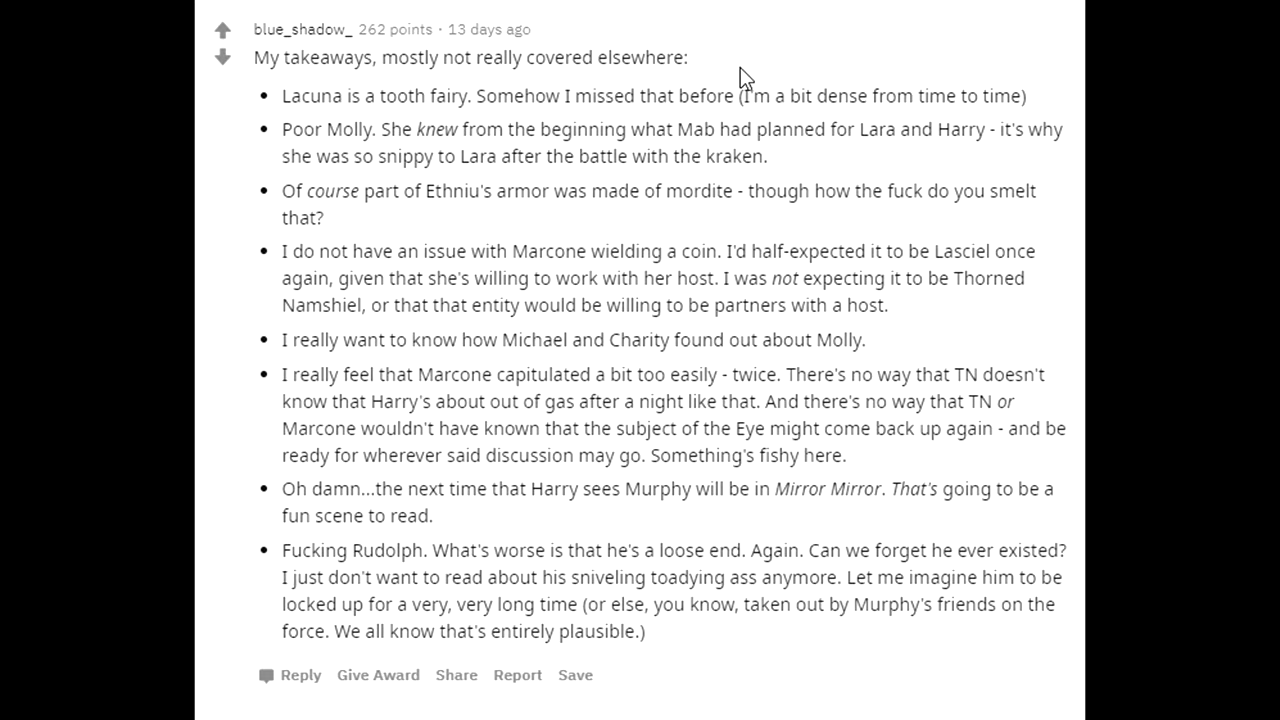 blue_shadow_ 262 points · 13 days ago
My takeaways, mostly not really covered elsewhere:
• Lacuna is a tooth fairy. Somehow I missed that before (I'm a bit dense from time to time)
• Poor Molly. She knew from the beginning what Mab had planned for Lara and Harry - it's why
she was so snippy to Lara after the battle with the kraken.
• Of course part of Ethniu's armor was made of mordite - though how the fuck do you smelt
that?
• I do not have an issue with Marcone wielding a coin. I'd half-expected it to be Lasciel once
again, given that she's willing to work with her host. I was not expecting it to be Thorned
Namshiel, or that that entity would be willing to be partners with a host.
• I really want to know how Michael and Charity found out about Molly.
• I really feel that Marcone capitulated a bit too easily - twice. There's no way that TN doesn't
know that Harry's about out of gas after a night like that. And there's no way that TN or
Marcone wouldn't have known that the subject of the Eye might come back up again - and be
ready for wherever said discussion may go. Something's fishy here.
• Oh damn...the next time that Harry sees Murphy will be in Mirror Mirror. That's going to be a
fun scene to read.
• Fucking Rudolph. What's worse is that he's a loose end. Again. Can we forget he ever existed?
I just don't want to read about his sniveling toadying ass anymore. Let me imagine him to be
locked up for a very, very long time (or else, you know, taken out by Murphy's friends on the
force. We all know that's entirely plausible.)
Reply Give Award Share Report Save